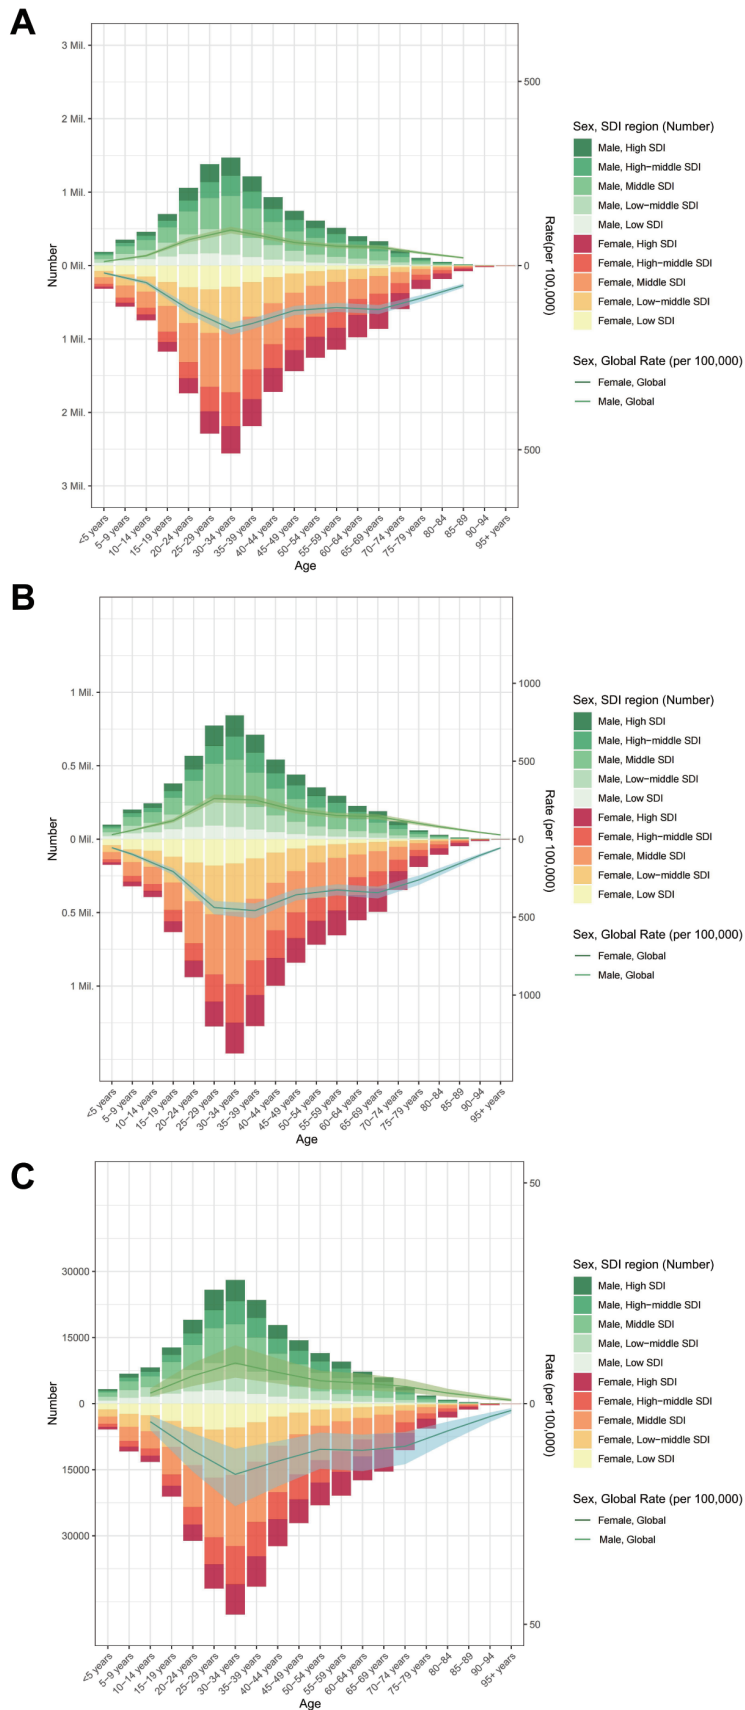 A
3 Mil.
2 Mil.
1 Mil.
0 Mil.
1 Mil.
2 Mil.
3 Mil.
Number
500
0
500
Rate(per 100,000)
<5 years
5–9 years
10–14 years
15–19 years
20–24 years
25–29 years
30–34 years
35–39 years
40–44 years
45–49 years
50–54 years
55–59 years
60–64 years
65–69 years
70–74 years
75–79 years
80–84
85–89
90–94
95+ years
Age
Sex, SDI region (Number)
Male, High SDI
Male, High−middle SDI
Male, Middle SDI
Male, Low−middle SDI
Male, Low SDI
Female, High SDI
Female, High−middle SDI
Female, Middle SDI
Female, Low−middle SDI
Female, Low SDI
Sex, Global Rate (per 100,000)
Female, Global
Male, Global
B
1 Mil.
0.5 Mil.
0 Mil.
0.5 Mil.
1 Mil.
Number
1000
500
0
500
1000
Rate (per 100,000)
<5 years
5–9 years
10–14 years
15–19 years
20–24 years
25–29 years
30–34 years
35–39 years
40–44 years
45–49 years
50–54 years
55–59 years
60–64 years
65–69 years
70–74 years
75–79 years
80–84
85–89
90–94
95+ years
Age
Sex, SDI region (Number)
Male, High SDI
Male, High−middle SDI
Male, Middle SDI
Male, Low−middle SDI
Male, Low SDI
Female, High SDI
Female, High−middle SDI
Female, Middle SDI
Female, Low−middle SDI
Female, Low SDI
Sex, Global Rate (per 100,000)
Female, Global
Male, Global
C
30000
15000
0
15000
30000
Number
50
0
50
Rate (per 100,000)
<5 years
5–9 years
10–14 years
15–19 years
20–24 years
25–29 years
30–34 years
35–39 years
40–44 years
45–49 years
50–54 years
55–59 years
60–64 years
65–69 years
70–74 years
75–79 years
80–84
85–89
90–94
95+ years
Age
Sex, SDI region (Number)
Male, High SDI
Male, High−middle SDI
Male, Middle SDI
Male, Low−middle SDI
Male, Low SDI
Female, High SDI
Female, High−middle SDI
Female, Middle SDI
Female, Low−middle SDI
Female, Low SDI
Sex, Global Rate (per 100,000)
Female, Global
Male, Global